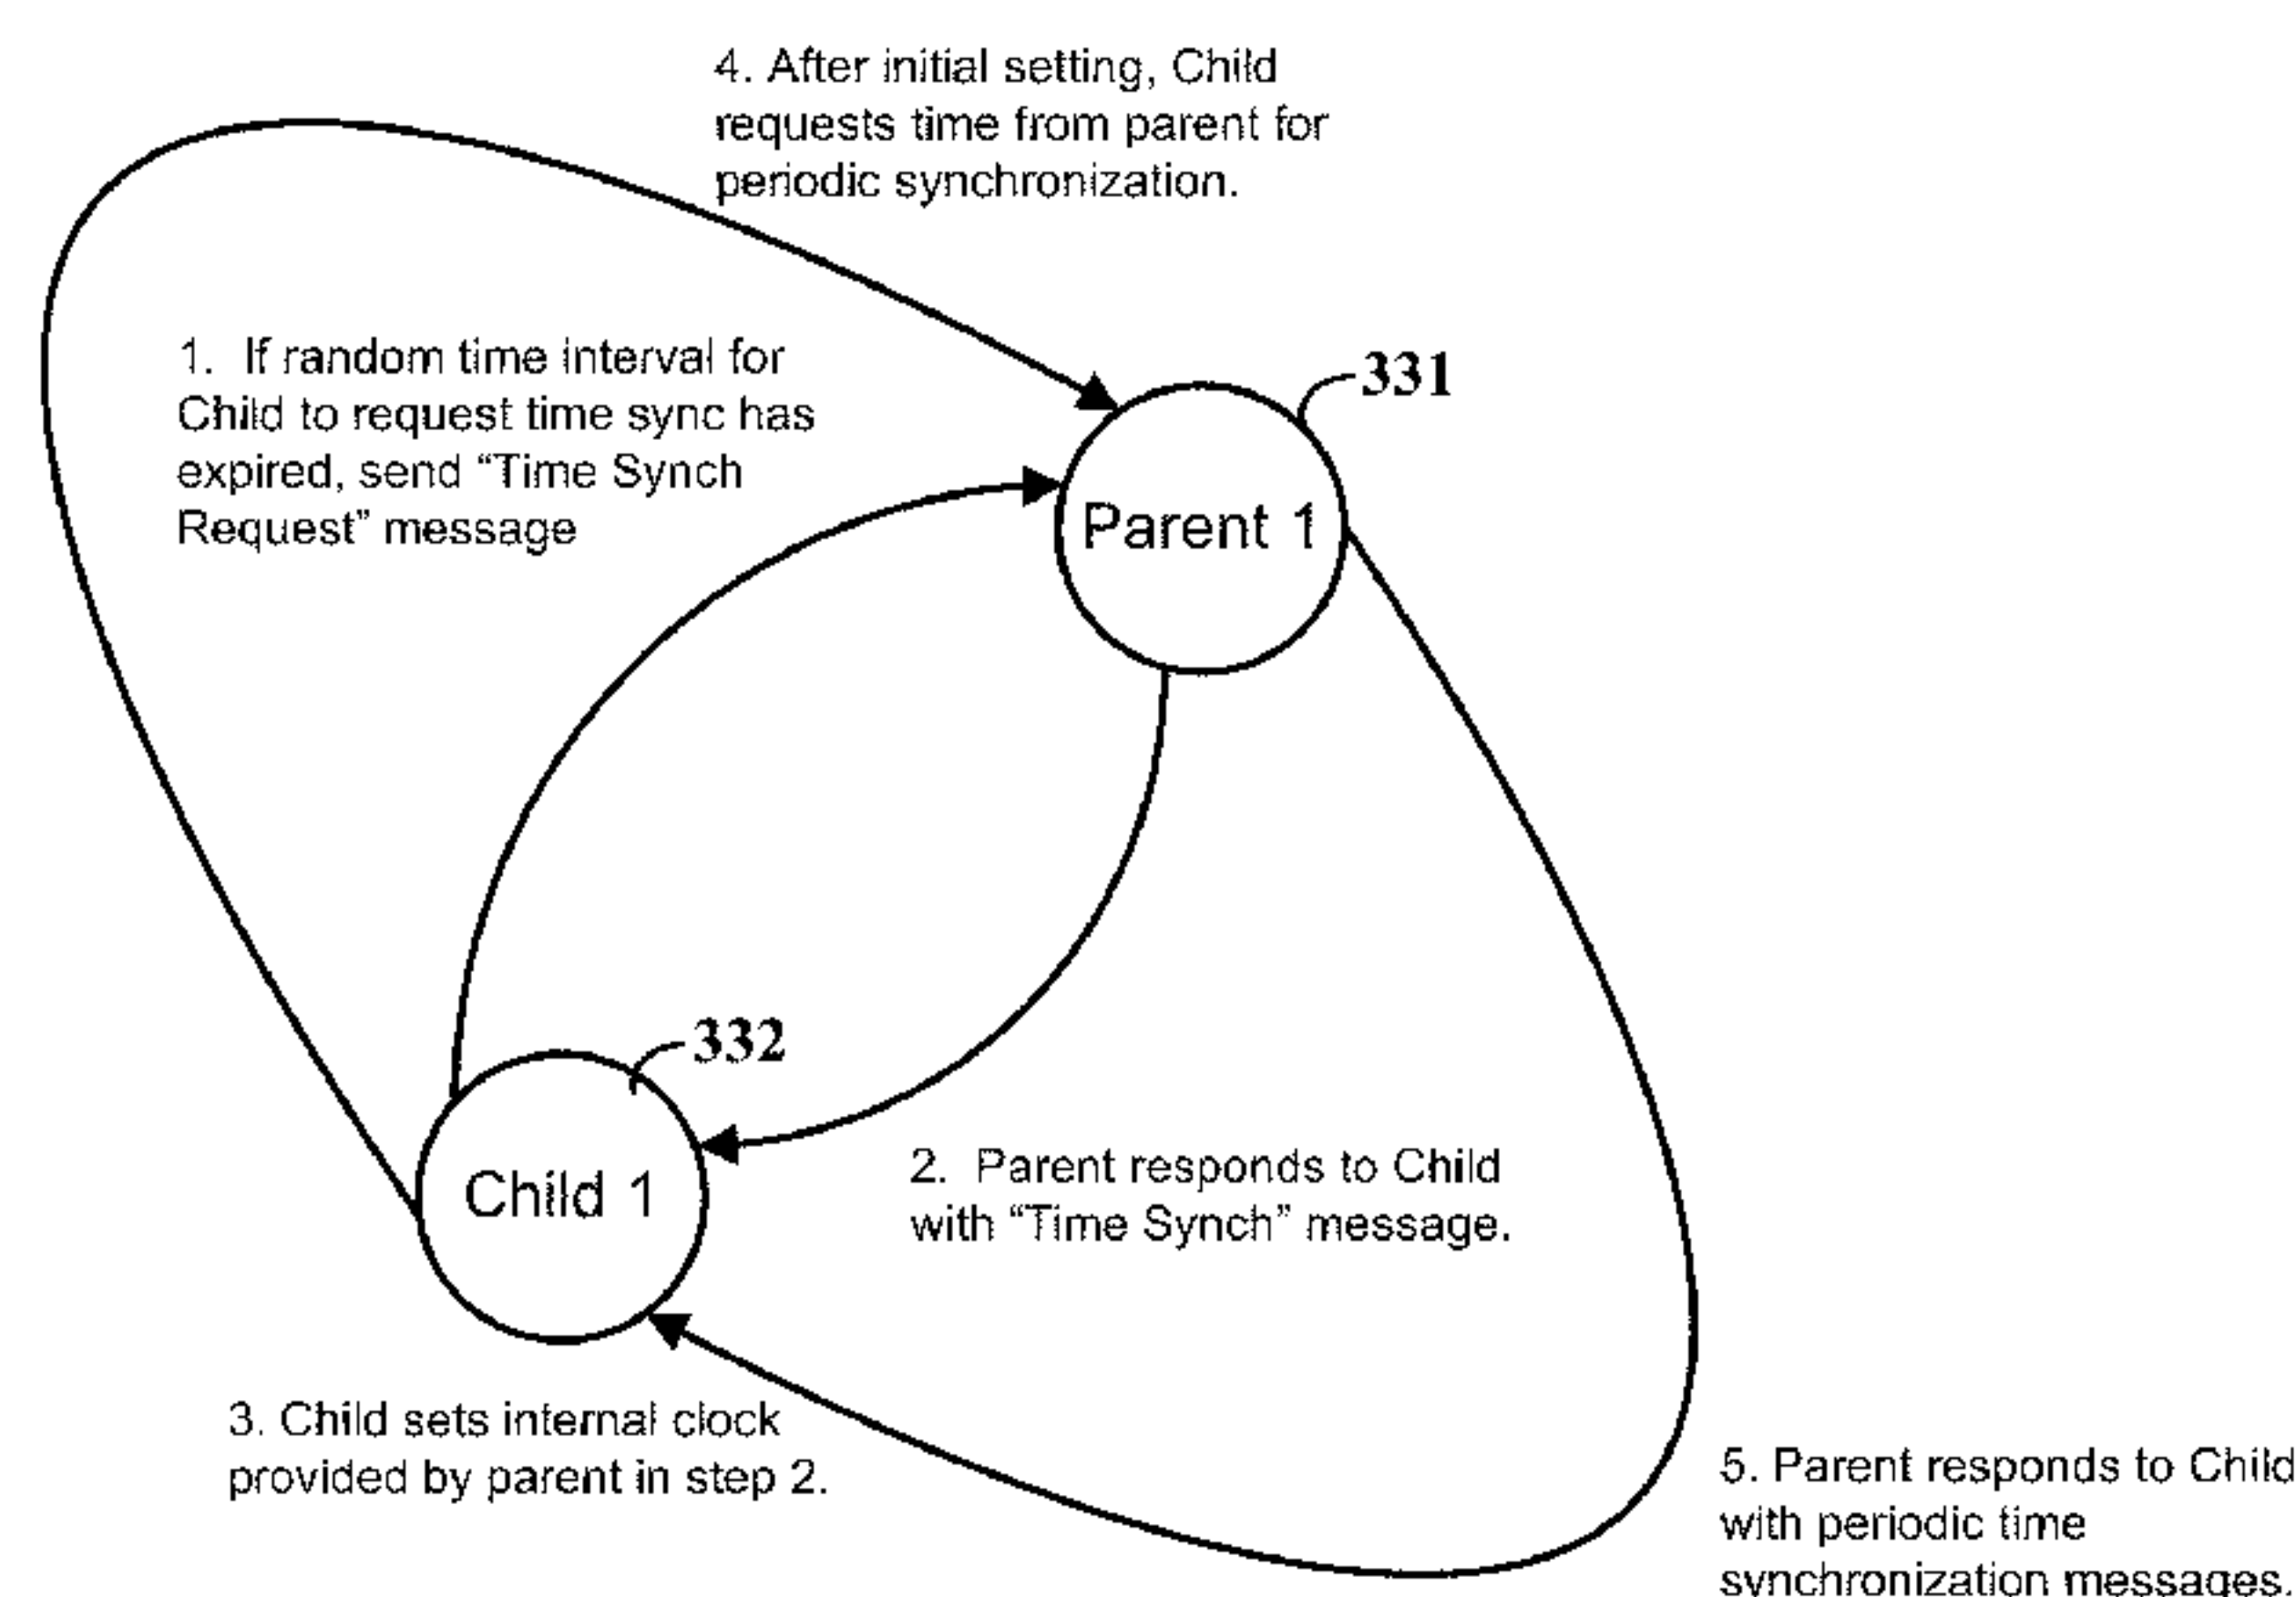 4. After initial setting, Child
requests time from parent for
periodic synchronization.
1. If random time interval for
Child to request time sync has
expired, send “Time Synch
Request” message
331
Parent 1
332
Child 1
2. Parent responds to Child
with “Time Synch” message.
3. Child sets internal clock
provided by parent in step 2.
5. Parent responds to Child
with periodic time
synchronization messages.